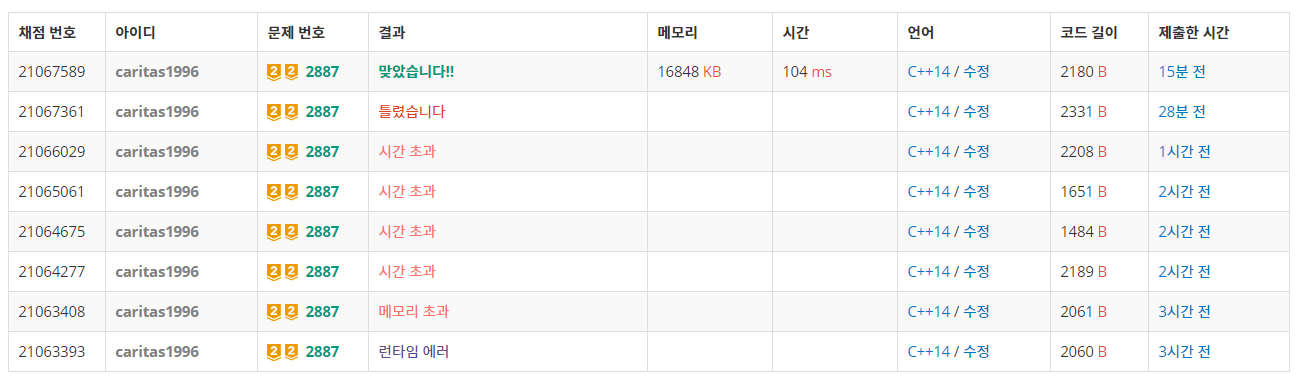 채점 번호 아이디 문제 번호 결과 메모리 시간 언어 코드 길이 제출한 시간
21067589 caritas1996 2 2 2887 맞았습니다!! 16848 KB 104 ms C++14 / 수정 2180 B 15분 전
21067361 caritas1996 2 2 2887 틀렸습니다 C++14 / 수정 2331 B 28분 전
21066029 caritas1996 2 2 2887 시간 초과 C++14 / 수정 2208 B 1시간 전
21065061 caritas1996 2 2 2887 시간 초과 C++14 / 수정 1651 B 2시간 전
21064675 caritas1996 2 2 2887 시간 초과 C++14 / 수정 1484 B 2시간 전
21064277 caritas1996 2 2 2887 시간 초과 C++14 / 수정 2189 B 2시간 전
21063408 caritas1996 2 2 2887 메모리 초과 C++14 / 수정 2061 B 3시간 전
21063393 caritas1996 2 2 2887 런타임 에러 C++14 / 수정 2060 B 3시간 전